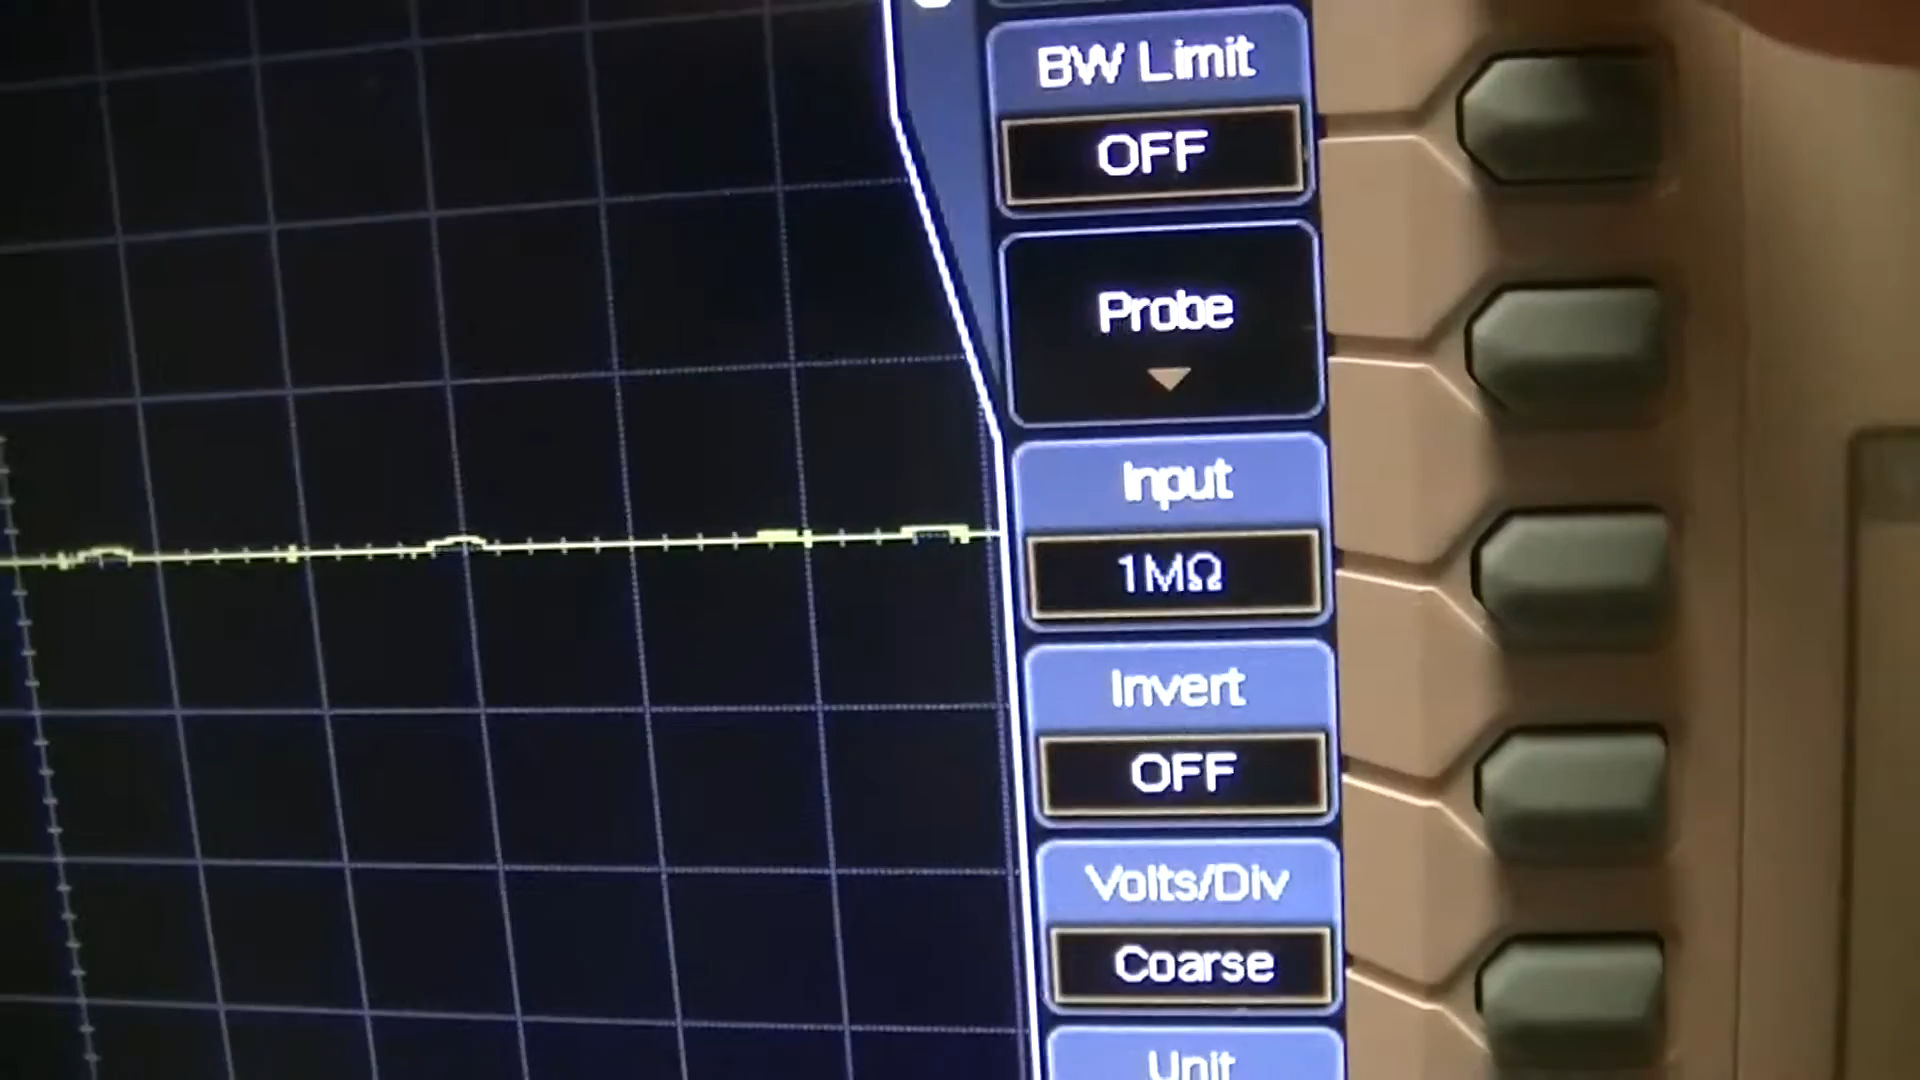 BW Limit
OFF
Probe
Input
1MΩ
Invert
OFF
Volts/Div
Coarse
Unit